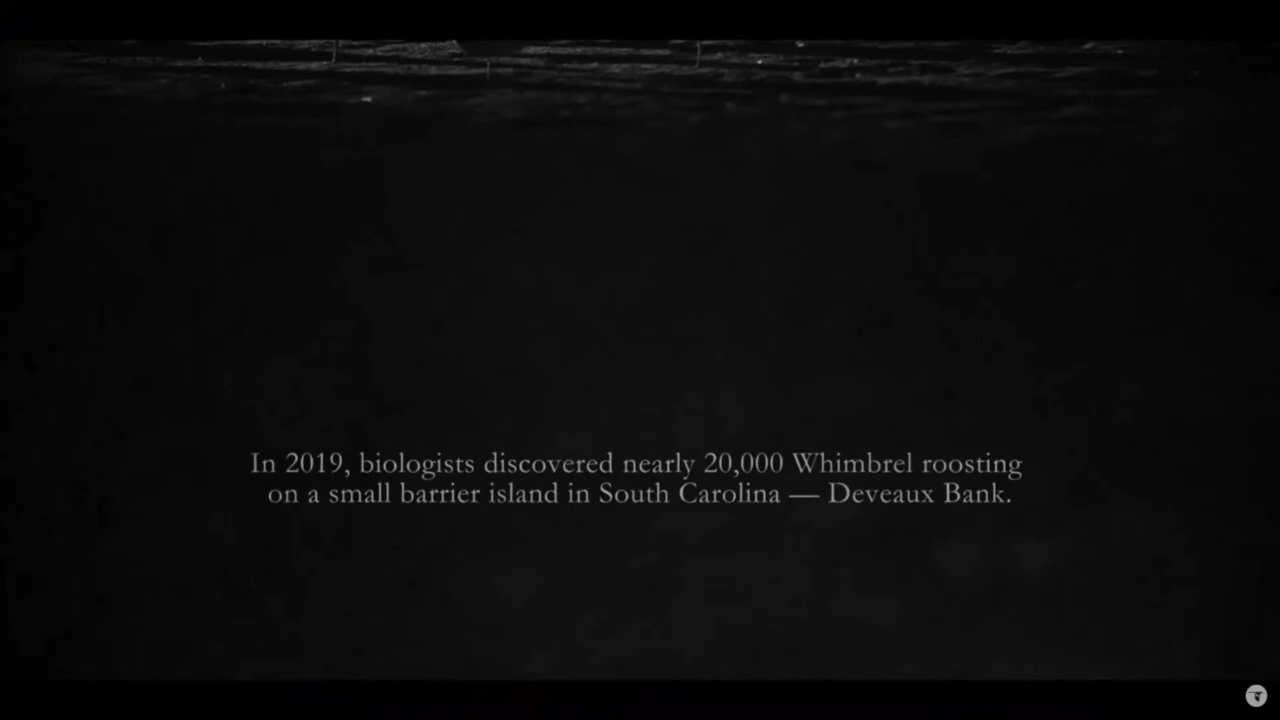 In 2019, biologists discovered nearly 20,000 Whimbrel roosting
on a small barrier island in South Carolina — Deveaux Bank.